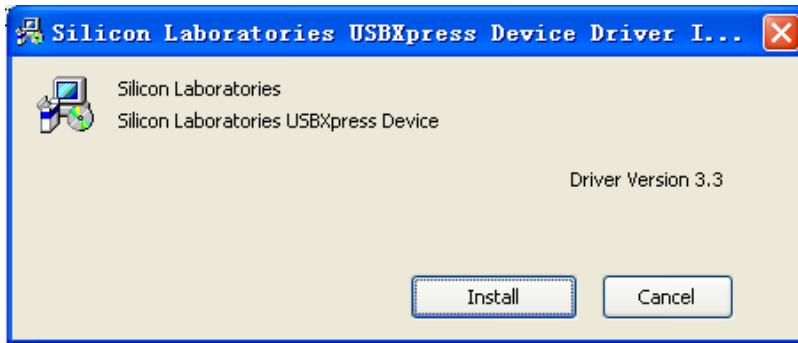 Silicon Laboratories USBXpress Device Driver I...
Silicon Laboratories
Silicon Laboratories USBXpress Device
Driver Version 3.3
Install
Cancel